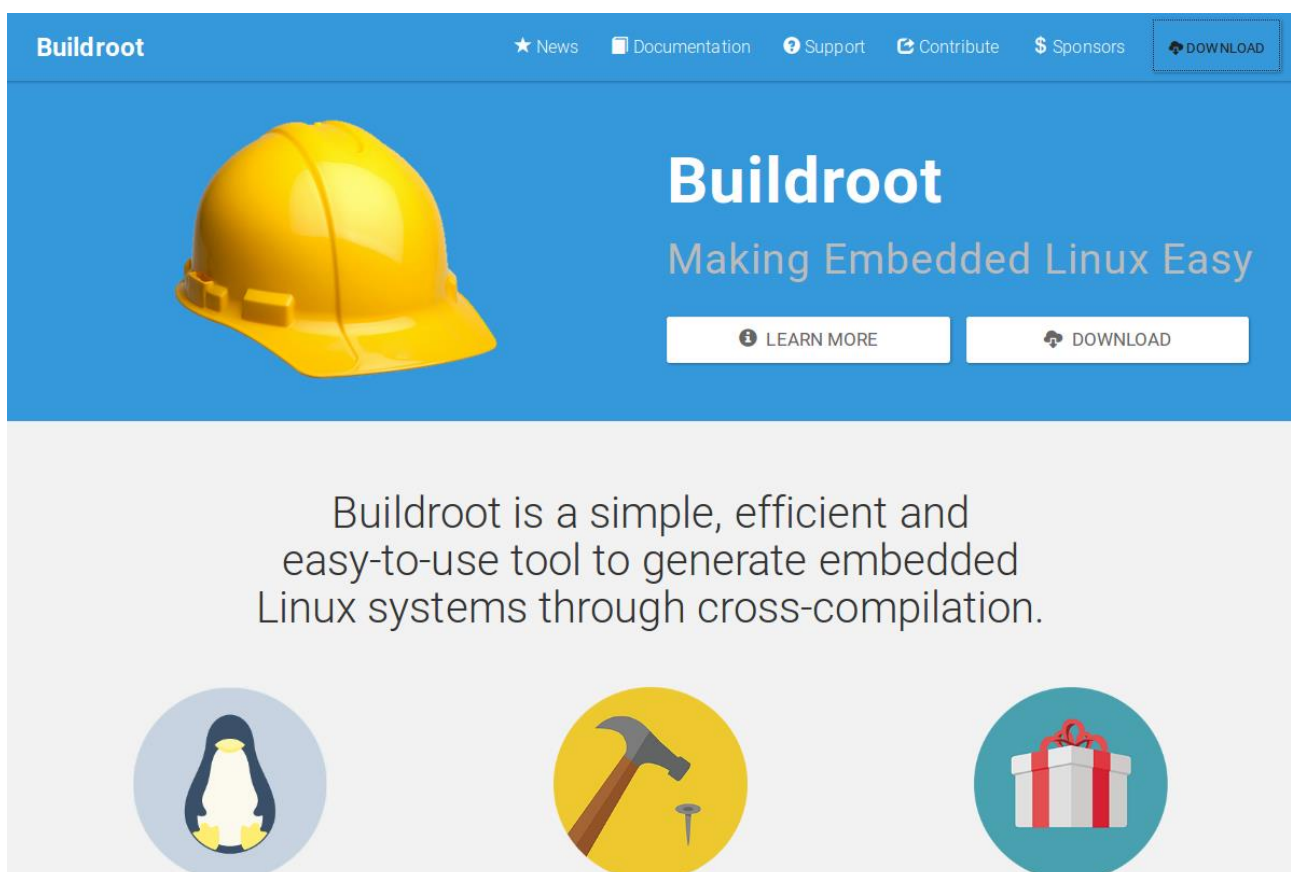 Buildroot
News
Documentation
Support
Contribute
$ Sponsors
DOWNLOAD
Buildroot
Making Embedded Linux Easy
LEARN MORE
DOWNLOAD
Buildroot is a simple, efficient and
easy-to-use tool to generate embedded
Linux systems through cross-compilation.